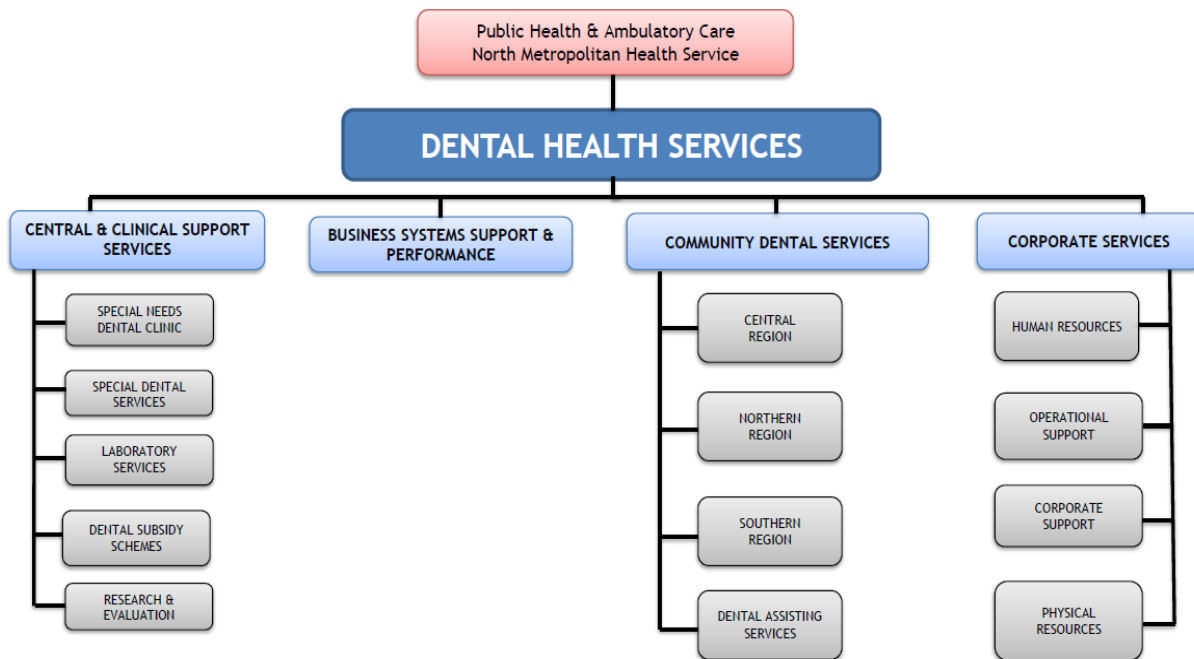 Public Health & Ambulatory Care
North Metropolitan Health Service
DENTAL HEALTH SERVICES
CENTRAL & CLINICAL SUPPORT
SERVICES
SPECIAL NEEDS
DENTAL CLINIC
SPECIAL DENTAL
SERVICES
LABORATORY
SERVICES
DENTAL SUBSIDY
SCHEMES
RESEARCH &
EVALUATION
BUSINESS SYSTEMS SUPPORT &
PERFORMANCE
COMMUNITY DENTAL SERVICES
CENTRAL
REGION
NORTHERN
REGION
SOUTHERN
REGION
DENTAL ASSISTING
SERVICES
CORPORATE SERVICES
HUMAN RESOURCES
OPERATIONAL
SUPPORT
CORPORATE
SUPPORT
PHYSICAL
RESOURCES